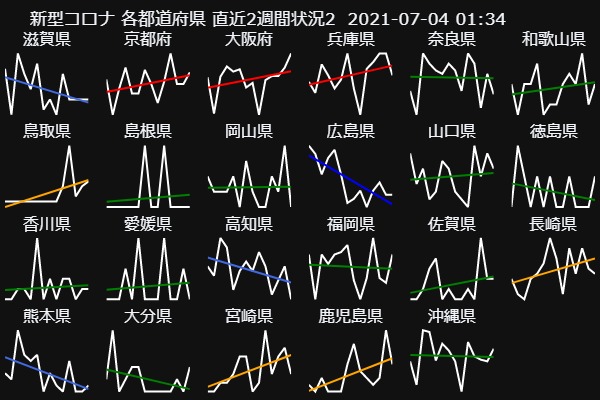 新型コロナ 各都道府県 直近2週間状況2 2021-07-04 01:34
滋賀県 京都府 大阪府 兵庫県 奈良県 和歌山県
鳥取県 島根県 岡山県 広島県 山口県 徳島県
香川県 愛媛県 高知県 福岡県 佐賀県 長崎県
熊本県 大分県 宮崎県 鹿児島県 沖縄県